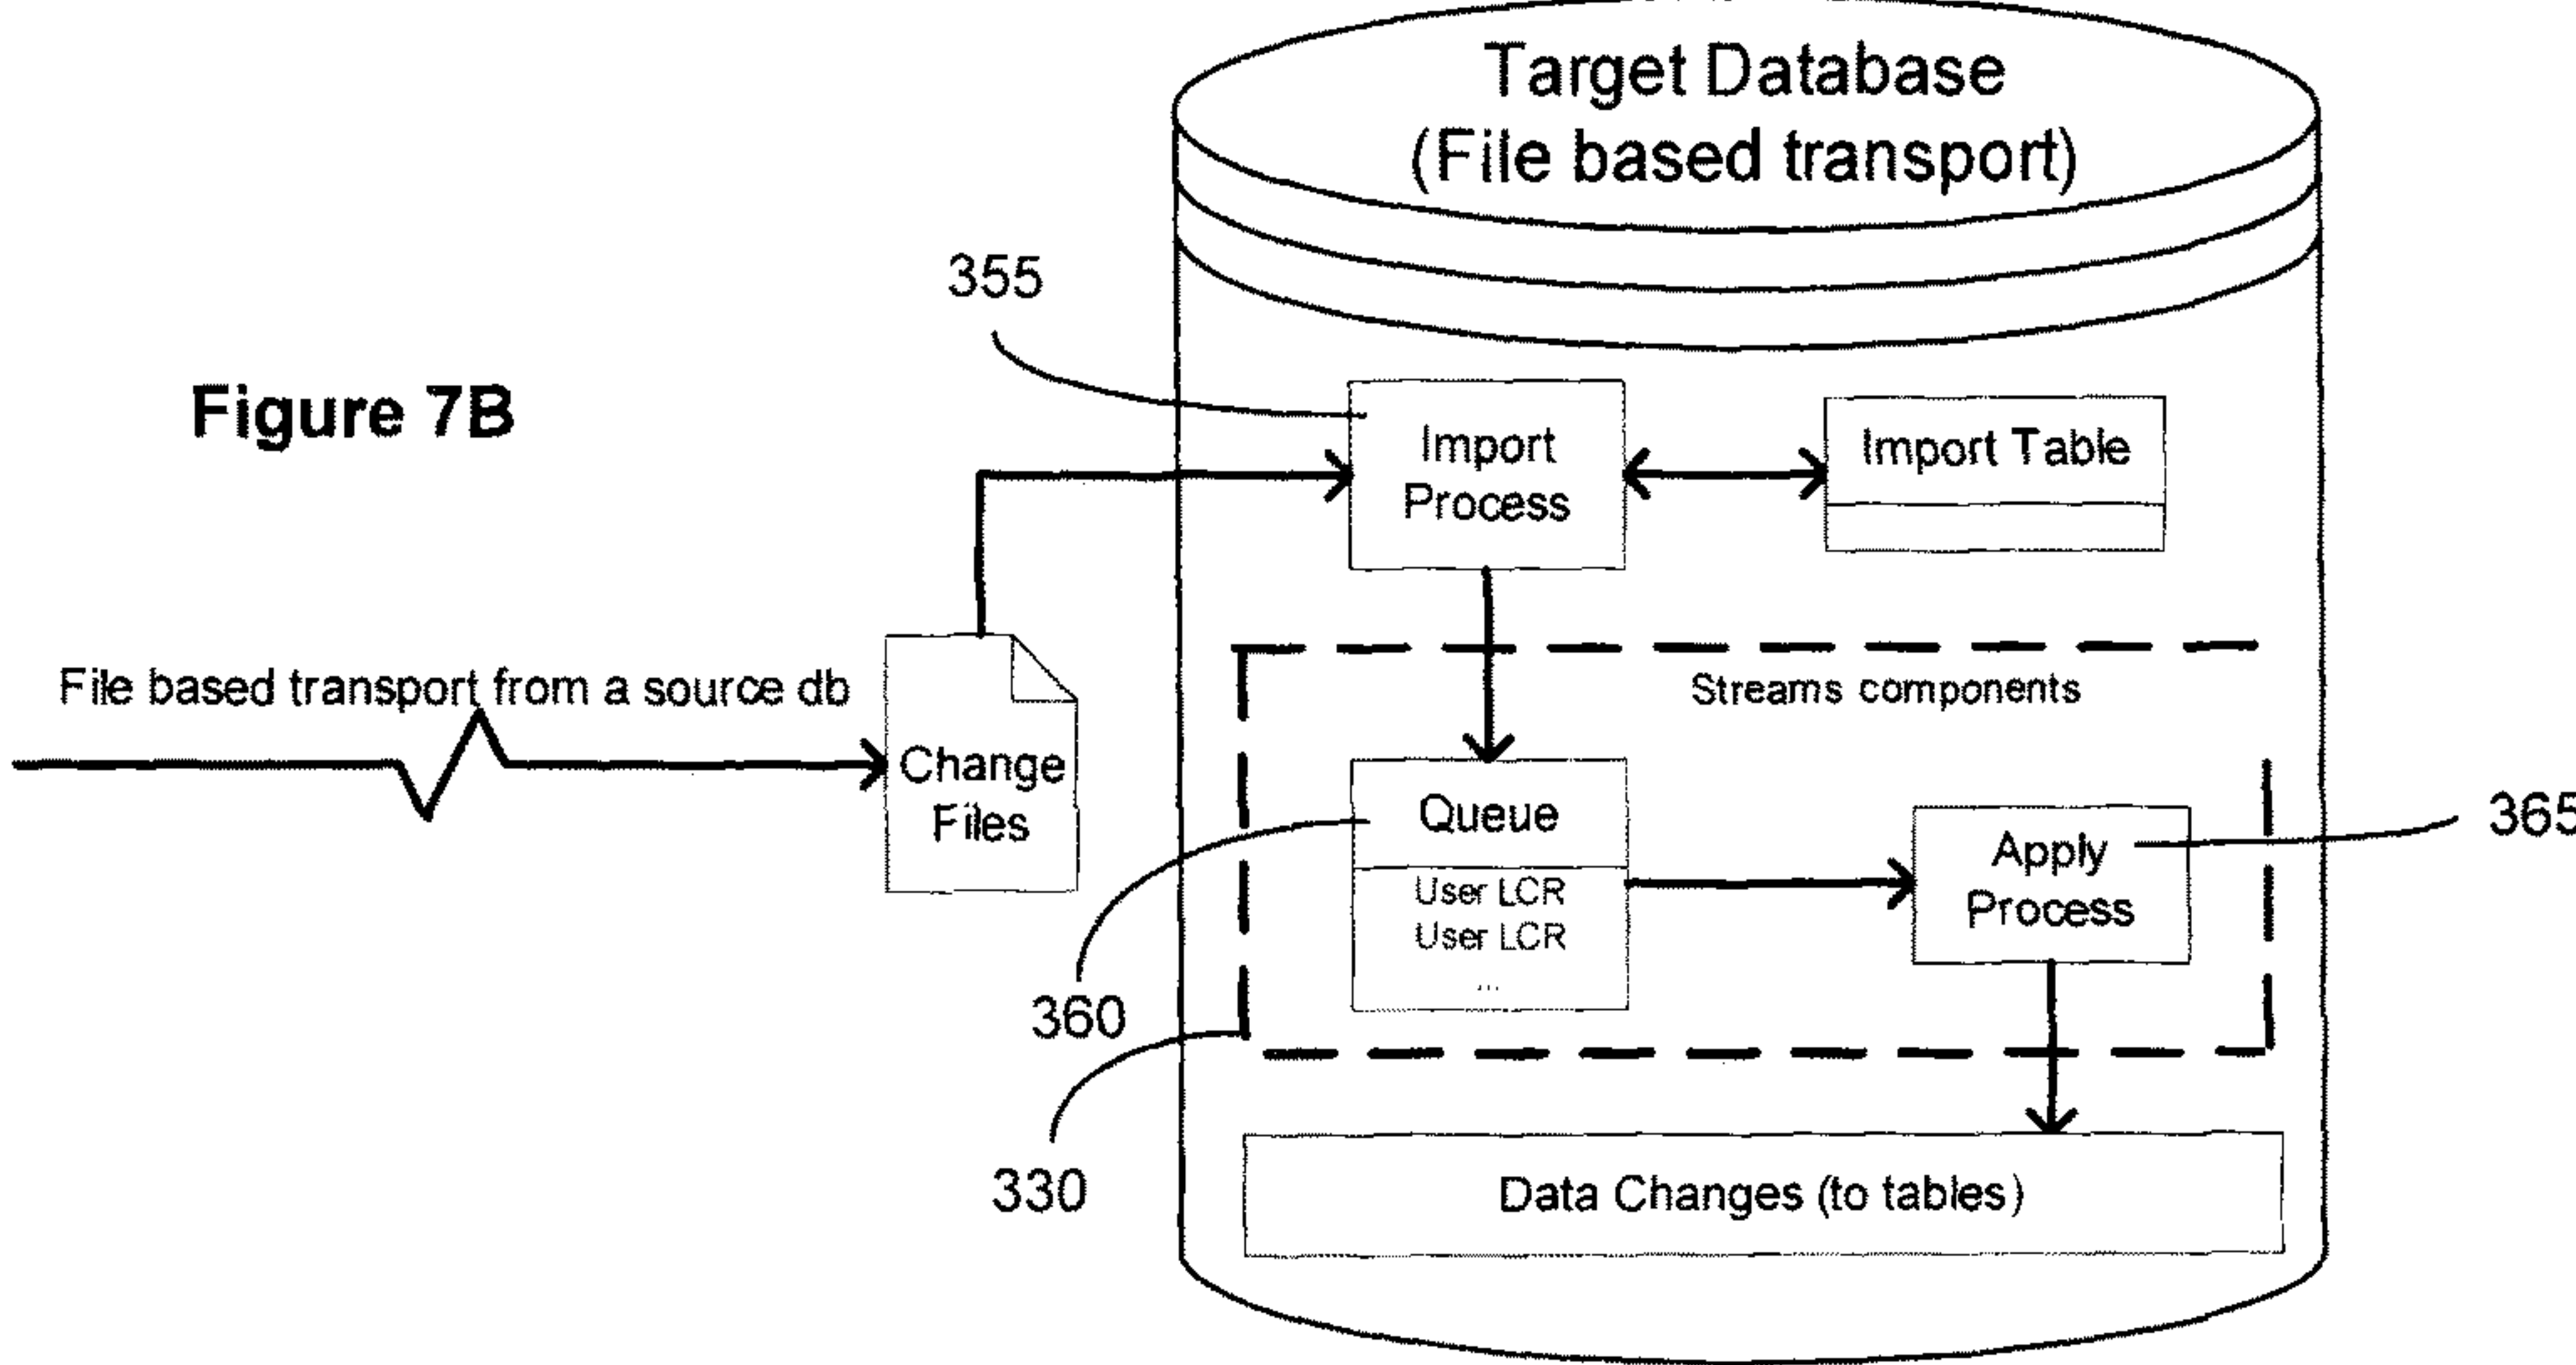 Target Database
(File based transport)
355
Figure 7B
Import
Process
Import Table
File based transport from a source db
Streams components
Change
Files
Queue
User LCR
User LCR
...
Apply
Process
365
360
330
Data Changes (to tables)